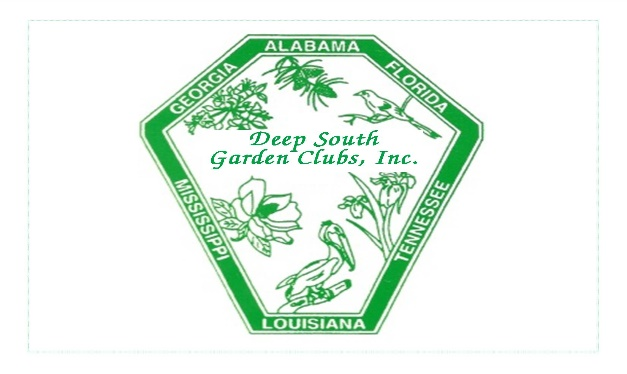 ALABAMA
GEORGIA
FLORIDA
Deep South
Garden Clubs, Inc.
MISSISSIPPI
TENNESSEE
LOUISIANA